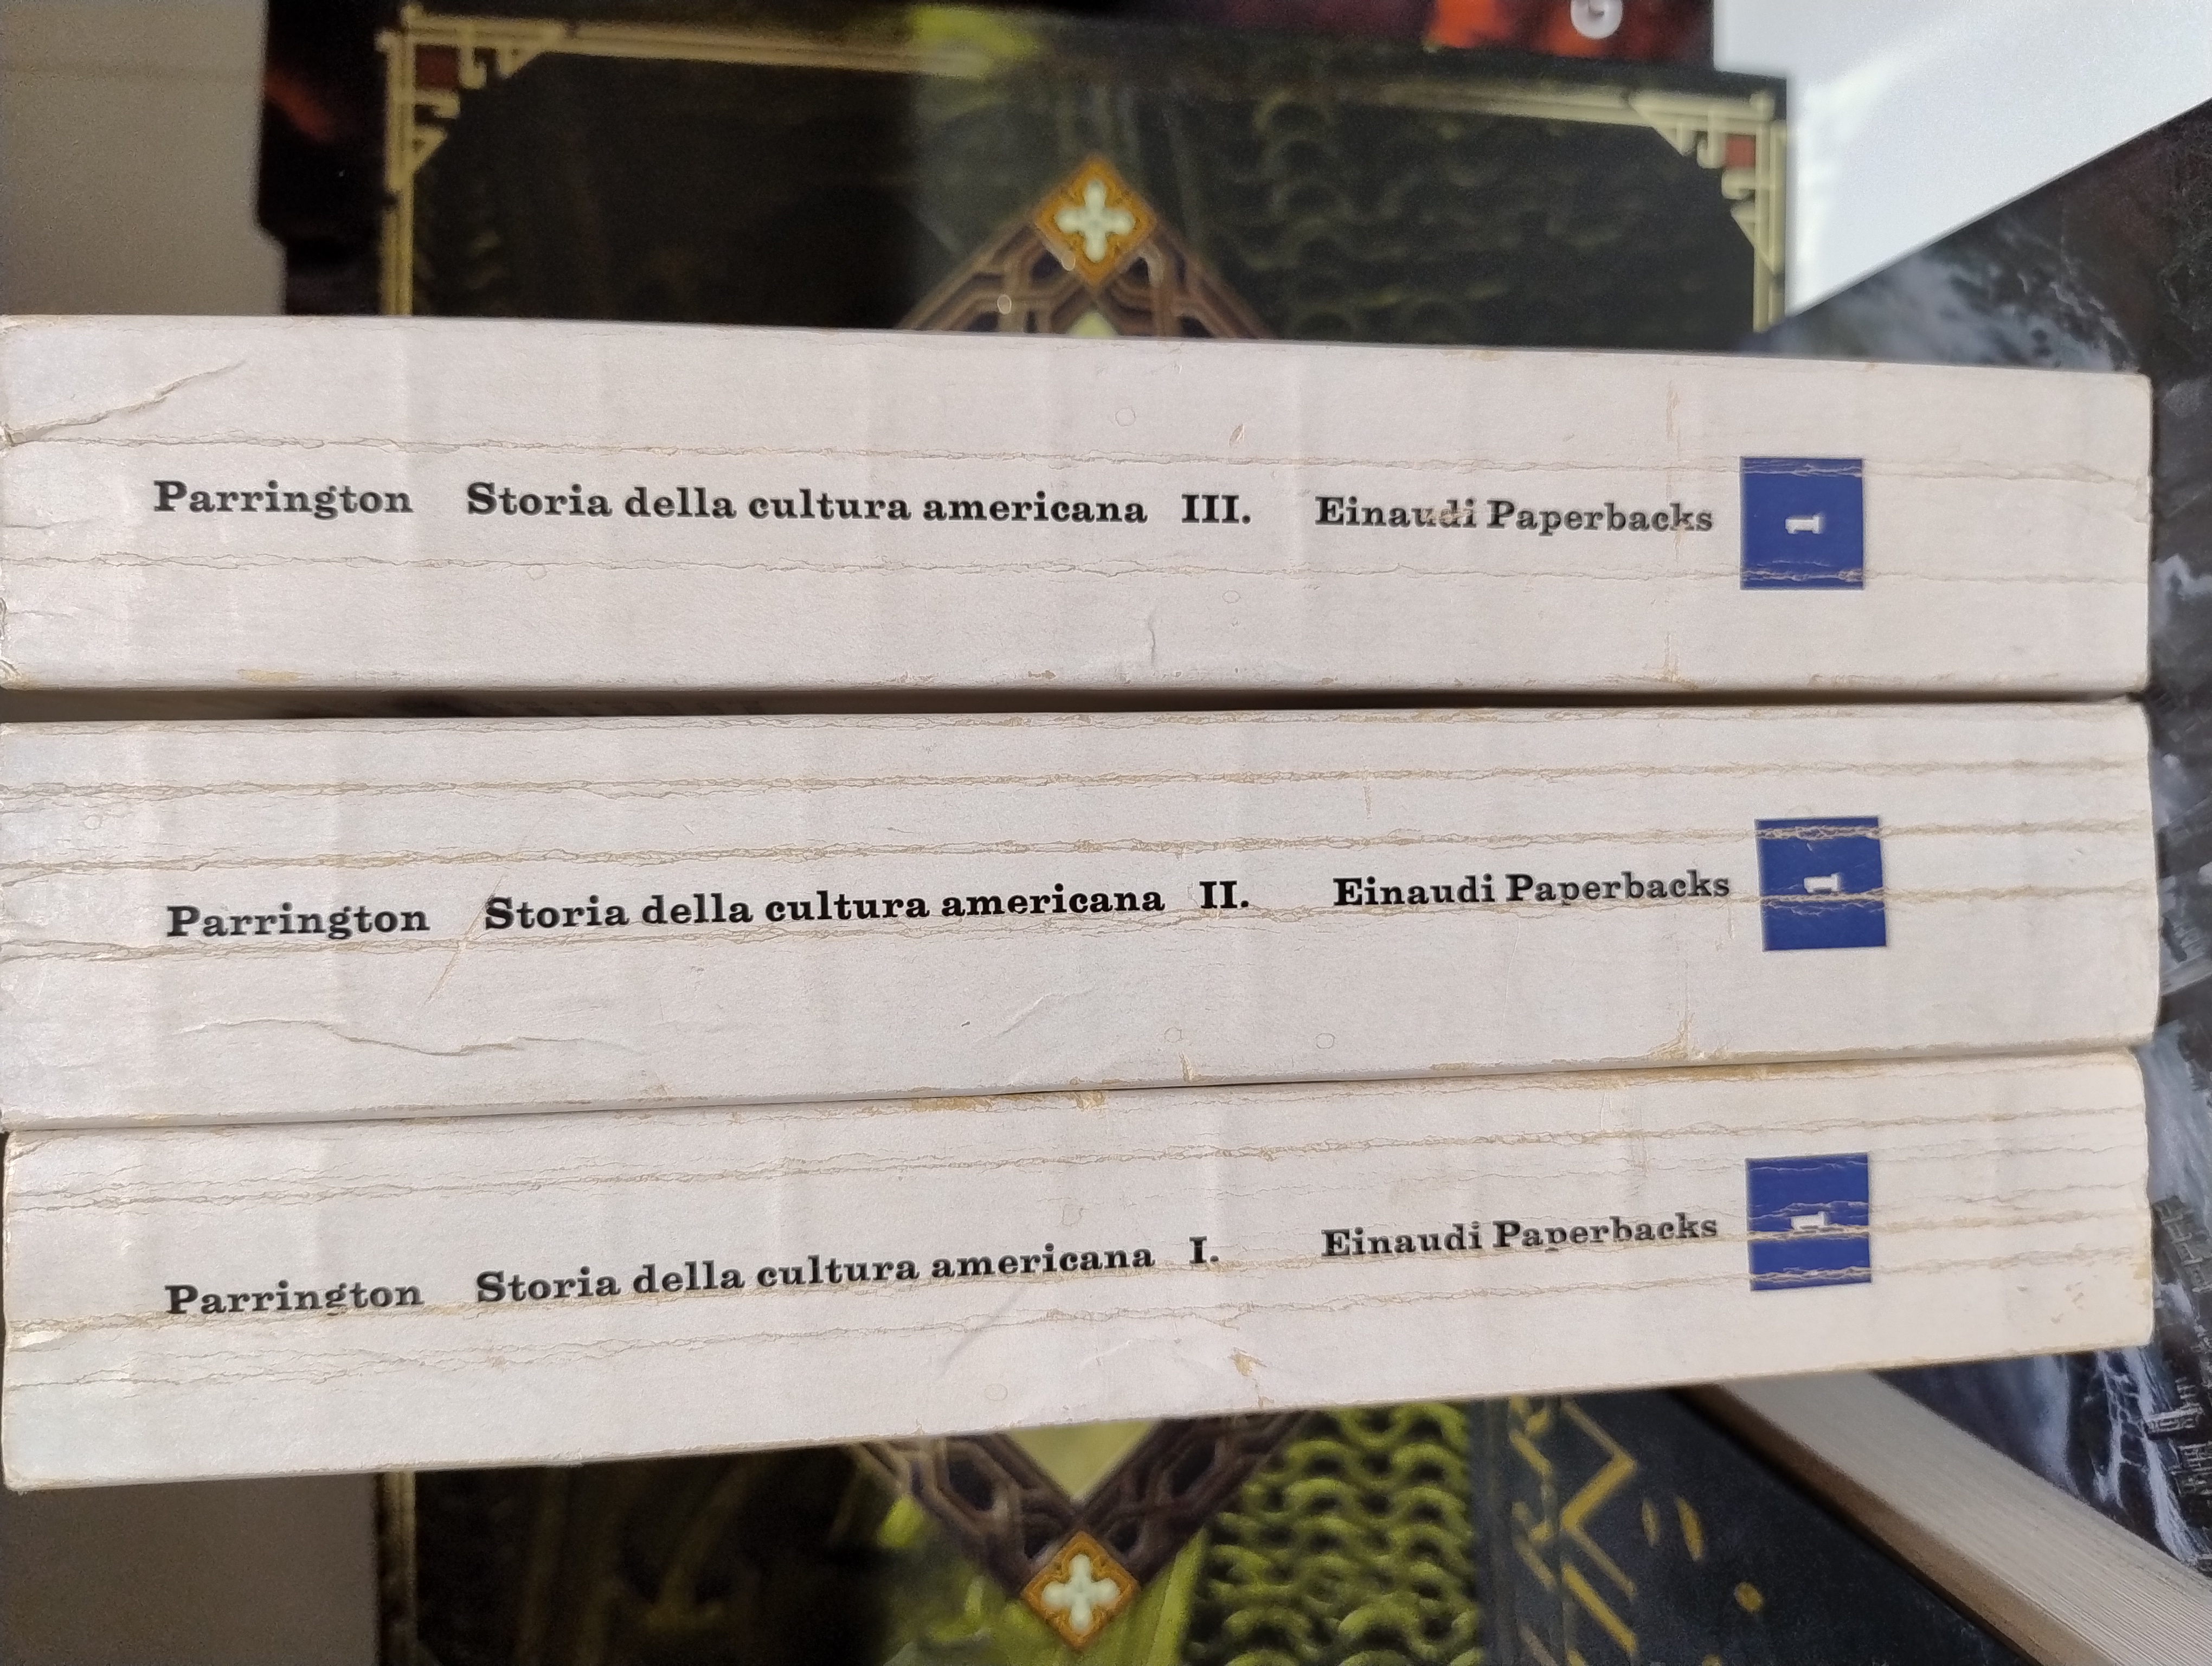 Parrington Storia della cultura americana III. Einaudi Paperbacks 1
Parrington Storia della cultura americana II. Einaudi Paperbacks 1
Parrington Storia della cultura americana I. Einaudi Paperbacks 1